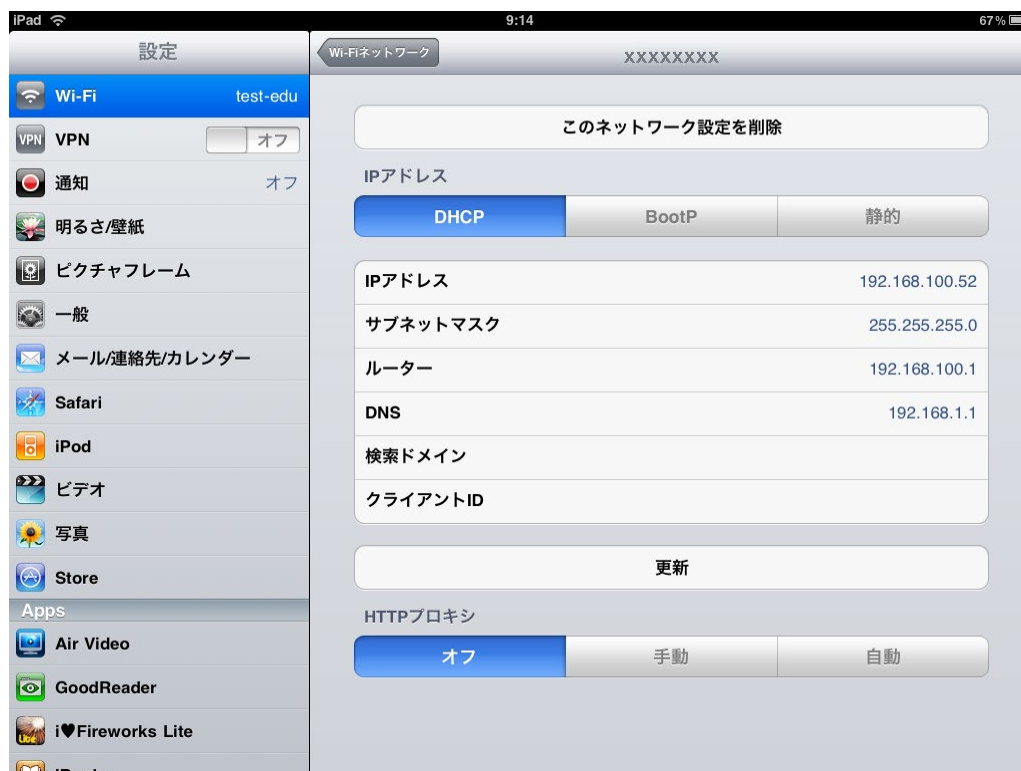 iPad 9:14 67%
設定
Wi-Fi test-edu
VPN VPN オフ
通知 オフ
明るさ/壁紙
ピクチャフレーム
一般
メール/連絡先/カレンダー
Safari
iPod
ビデオ
写真
Store
Apps
Air Video
GoodReader
i♥Fireworks Lite
Wi-Fiネットワーク xxxxxxxx
このネットワーク設定を削除
IPアドレス
DHCP BootP 静的
IPアドレス 192.168.100.52
サブネットマスク 255.255.255.0
ルーター 192.168.100.1
DNS 192.168.1.1
検索ドメイン
クライアントID
更新
HTTPプロキシ
オフ 手動 自動